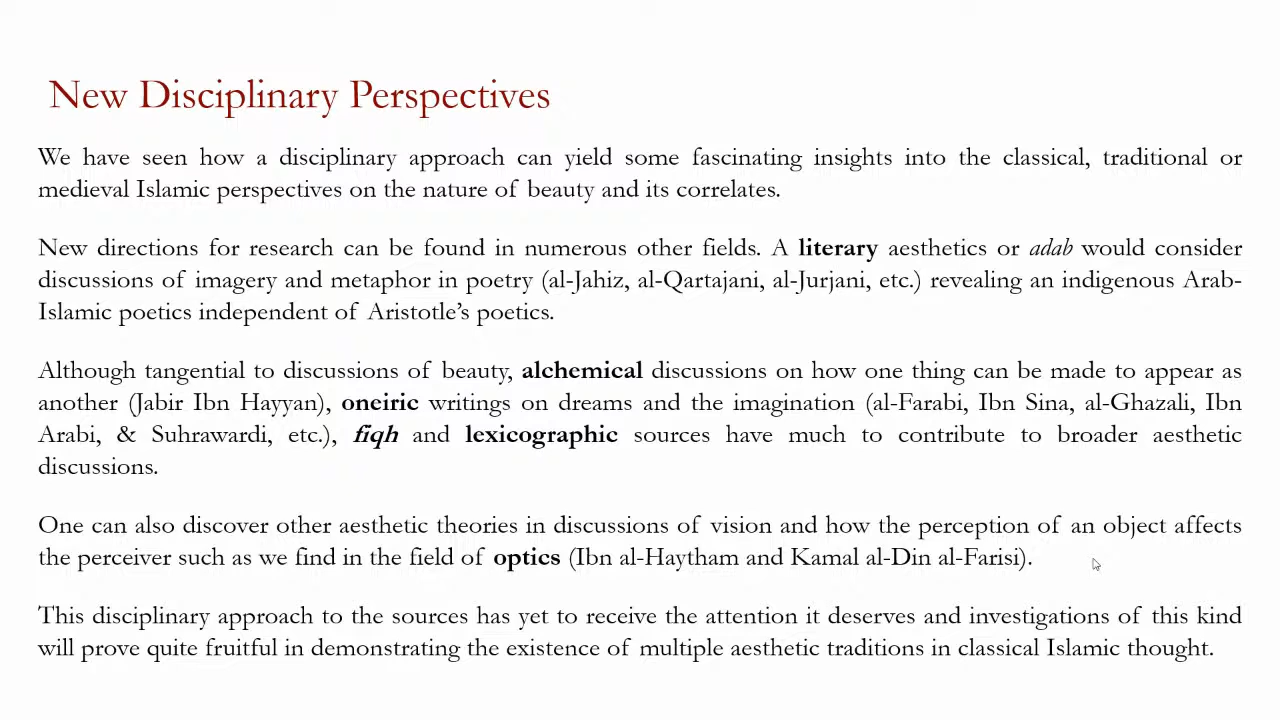 New Disciplinary Perspectives
We have seen how a disciplinary approach can yield some fascinating insights into the classical, traditional or
medieval Islamic perspectives on the nature of beauty and its correlates.
New directions for research can be found in numerous other fields. A literary aesthetics or adab would consider
discussions of imagery and metaphor in poetry (al-Jahiz, al-Qartajani, al-Jurjani, etc.) revealing an indigenous Arab-
Islamic poetics independent of Aristotle’s poetics.
Although tangential to discussions of beauty, alchemical discussions on how one thing can be made to appear as
another (Jabir Ibn Hayyan), oneiric writings on dreams and the imagination (al-Farabi, Ibn Sina, al-Ghazali, Ibn
Arabi, & Suhrawardi, etc.), fiqh and lexicographic sources have much to contribute to broader aesthetic
discussions.
One can also discover other aesthetic theories in discussions of vision and how the perception of an object affects
the perceiver such as we find in the field of optics (Ibn al-Haytham and Kamal al-Din al-Farisi).
This disciplinary approach to the sources has yet to receive the attention it deserves and investigations of this kind
will prove quite fruitful in demonstrating the existence of multiple aesthetic traditions in classical Islamic thought.